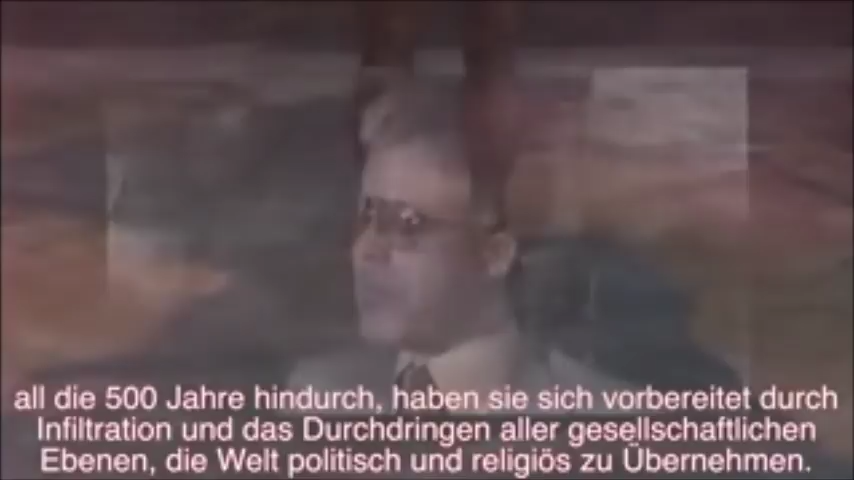 all die 500 Jahre hindurch, haben sie sich vorbereitet durch
Infiltration und das Durchdringen aller gesellschaftlichen
Ebenen, die Welt politisch und religiös zu Übernehmen.